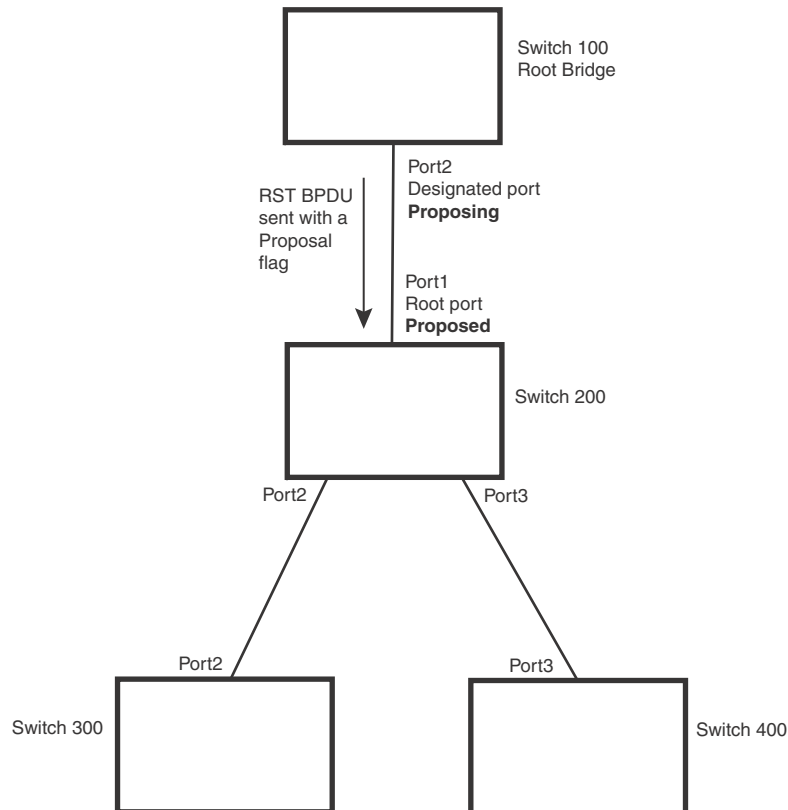 Switch 100
Root Bridge
Port2
Designated port
Proposing
RST BPDU
sent with a
Proposal
flag
Port1
Root port
Proposed
Switch 200
Port2
Port3
Port2
Port3
Switch 300
Switch 400